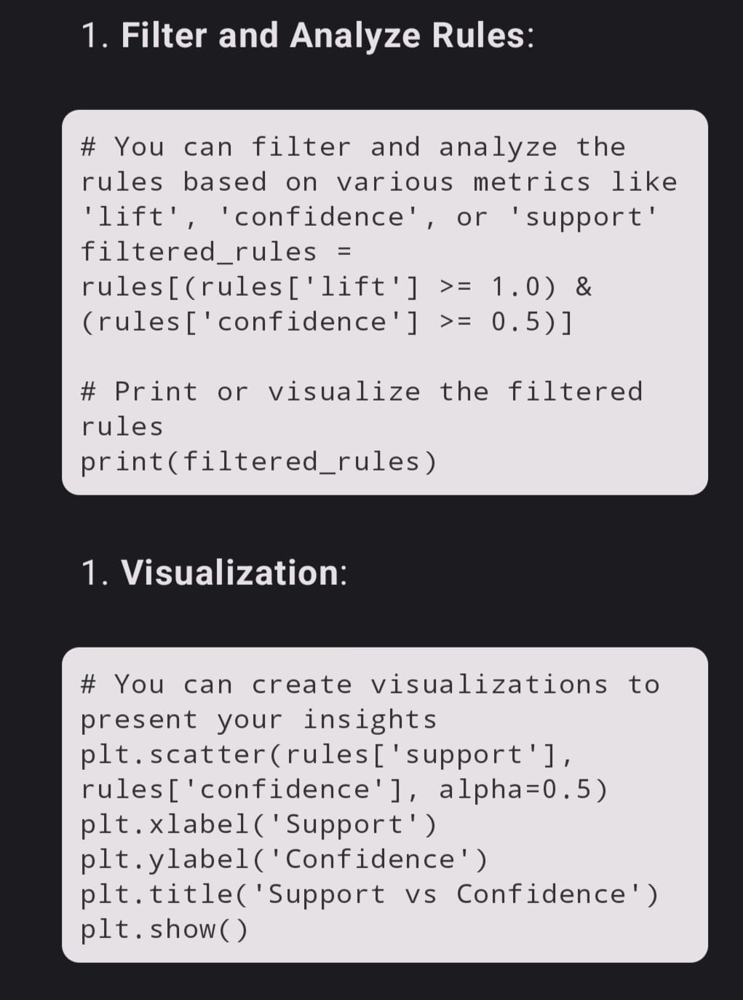 1. Filter and Analyze Rules:
# You can filter and analyze the
rules based on various metrics like
'lift', 'confidence', or 'support'
filtered_rules =
rules[(rules['lift'] >= 1.0) &
(rules['confidence'] >= 0.5)]
# Print or visualize the filtered
rules
print(filtered_rules)
1. Visualization:
# You can create visualizations to
present your insights
plt.scatter(rules['support'],
rules['confidence'], alpha=0.5)
plt.xlabel('Support')
plt.ylabel('Confidence')
plt.title('Support vs Confidence')
plt.show()